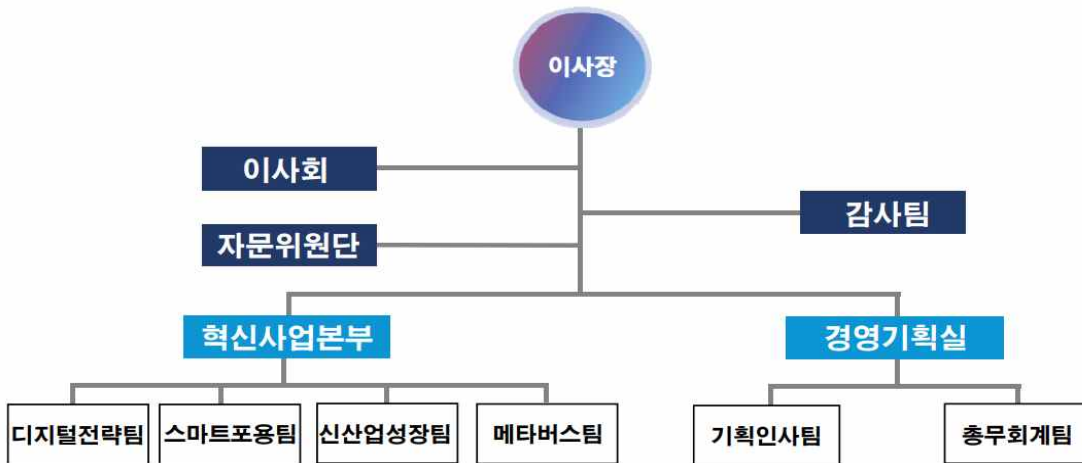 이사장
이사회
감사팀
자문위원단
혁신사업본부
경영기획실
디지털전략팀
스마트포용팀
신산업성장팀
메타버스팀
기획인사팀
총무회계팀